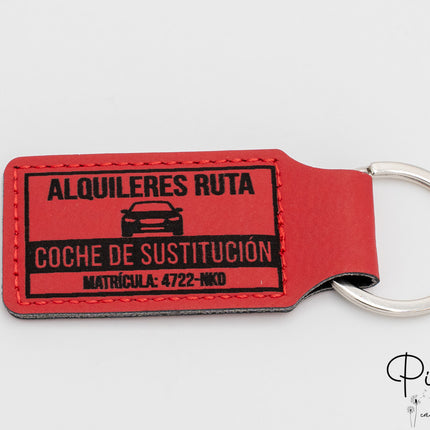 ALQUILERES RUTA
COCHE DE SUSTITUCIÓN
MATRÍCULA: 4722-NKD